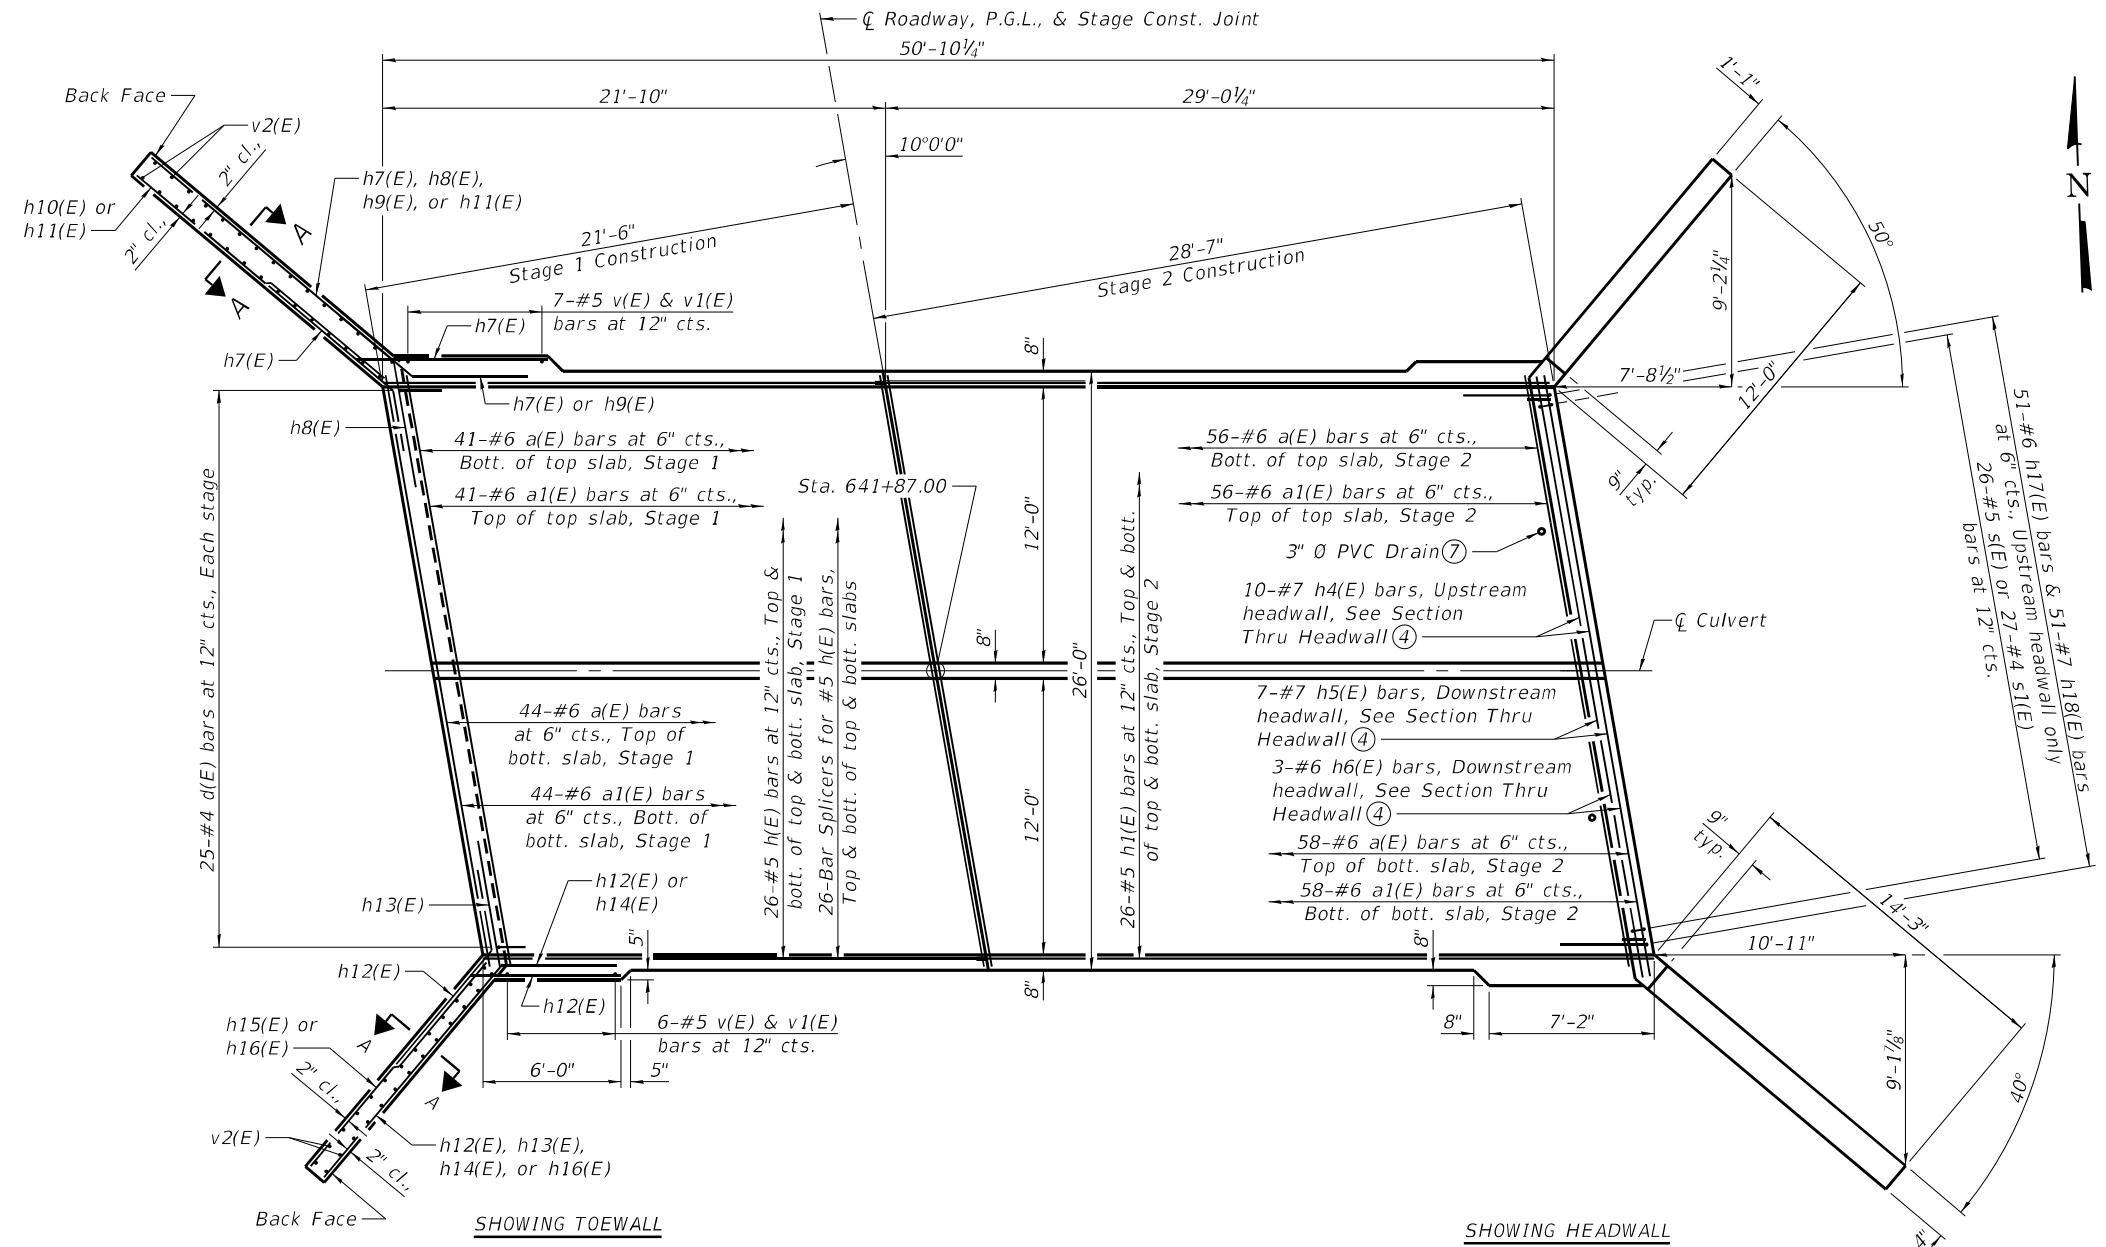 ℄ Roadway, P.G.L., & Stage Const. Joint
50'-10¼"
21'-10"
29'-0¼"
10°0'0"
1'-1"
Back Face
v2(E)
2" cl.,
h7(E), h8(E),
h9(E), or h11(E)
h10(E) or
h11(E)
2" cl.,
A
A
21'-6"
Stage 1 Construction
28'-7"
Stage 2 Construction
50°
N
9'-2¼"
7'-8½"
12'-0"
9"
typ.
7-#5 v(E) & v1(E)
bars at 12" cts.
h7(E)
h7(E)
8"
h7(E) or h9(E)
h8(E)
41-#6 a(E) bars at 6" cts.,
Bott. of top slab, Stage 1
41-#6 a1(E) bars at 6" cts.,
Top of top slab, Stage 1
Sta. 641+87.00
56-#6 a(E) bars at 6" cts.,
Bott. of top slab, Stage 2
56-#6 a1(E) bars at 6" cts.,
Top of top slab, Stage 2
3" Ø PVC Drain 7
10-#7 h4(E) bars, Upstream
headwall, See Section
Thru Headwall 4
℄ Culvert
51-#6 h17(E) bars & 51-#7 h18(E) bars
at 6" cts., Upstream headwall only
26-#5 s(E) or 27-#4 s1(E)
bars at 12" cts.
25-#4 d(E) bars at 12" cts., Each stage
26-#5 h(E) bars at 12" cts., Top &
bott. of top & bott. slab, Stage 1
26-Bar Splicers for #5 h(E) bars,
Top & bott. of top & bott. slabs
12'-0"
8"
26'-0"
12'-0"
26-#5 h1(E) bars at 12" cts., Top & bott.
of top & bott. slab, Stage 2
7-#7 h5(E) bars, Downstream
headwall, See Section Thru
Headwall 4
3-#6 h6(E) bars, Downstream
headwall, See Section Thru
Headwall 4
44-#6 a(E) bars
at 6" cts., Top of
bott. slab, Stage 1
44-#6 a1(E) bars
at 6" cts., Bott. of
bott. slab, Stage 1
58-#6 a(E) bars at 6" cts.,
Top of bott. slab, Stage 2
58-#6 a1(E) bars at 6" cts.,
Bott. of bott. slab, Stage 2
9"
typ.
14'-3"
10'-11"
9'-1⅞"
40°
4"
h13(E)
h12(E) or
h14(E)
5"
8"
8"
h12(E)
h12(E)
h15(E) or
h16(E)
A
A
2" cl.,
6-#5 v(E) & v1(E)
bars at 12" cts.
6'-0"
5"
8"
7'-2"
v2(E)
h12(E), h13(E),
h14(E), or h16(E)
2" cl.,
Back Face
SHOWING TOEWALL
SHOWING HEADWALL